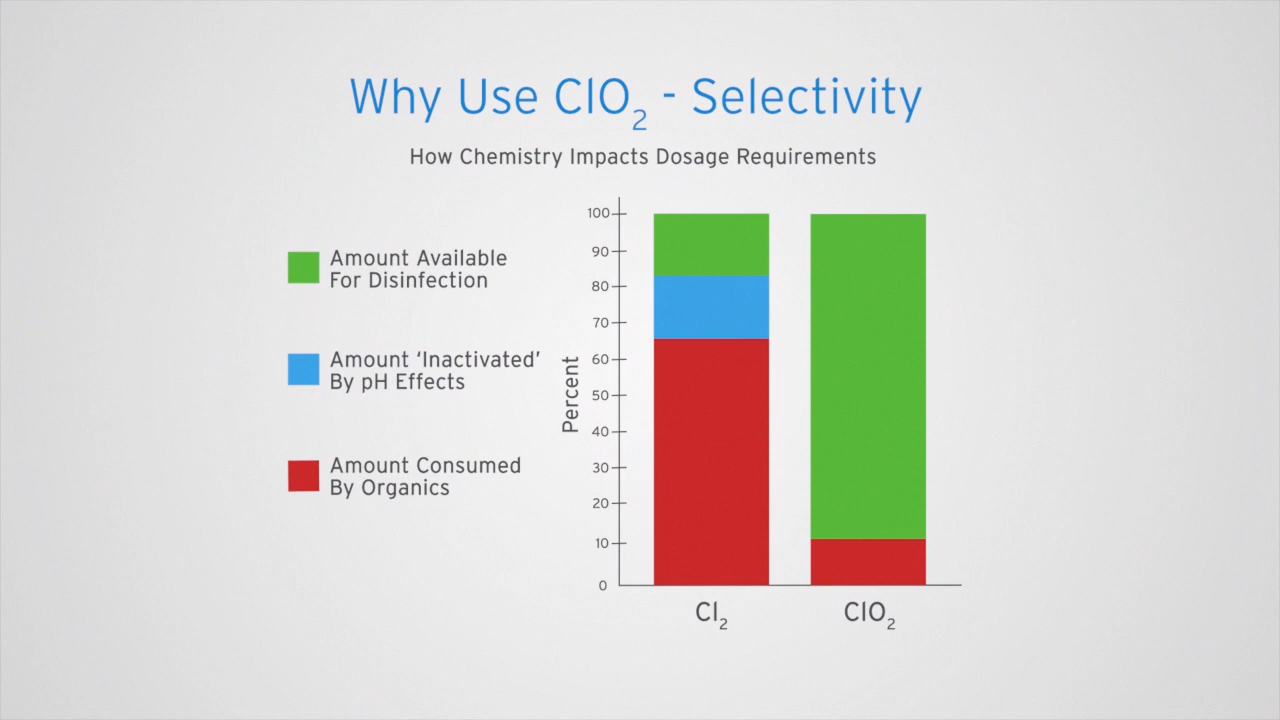 Why Use ClO₂ - Selectivity
How Chemistry Impacts Dosage Requirements
Amount Available
For Disinfection
Amount ‘Inactivated’
By pH Effects
Amount Consumed
By Organics
Percent
100
90
80
70
60
50
40
30
20
10
0
Cl₂
ClO₂